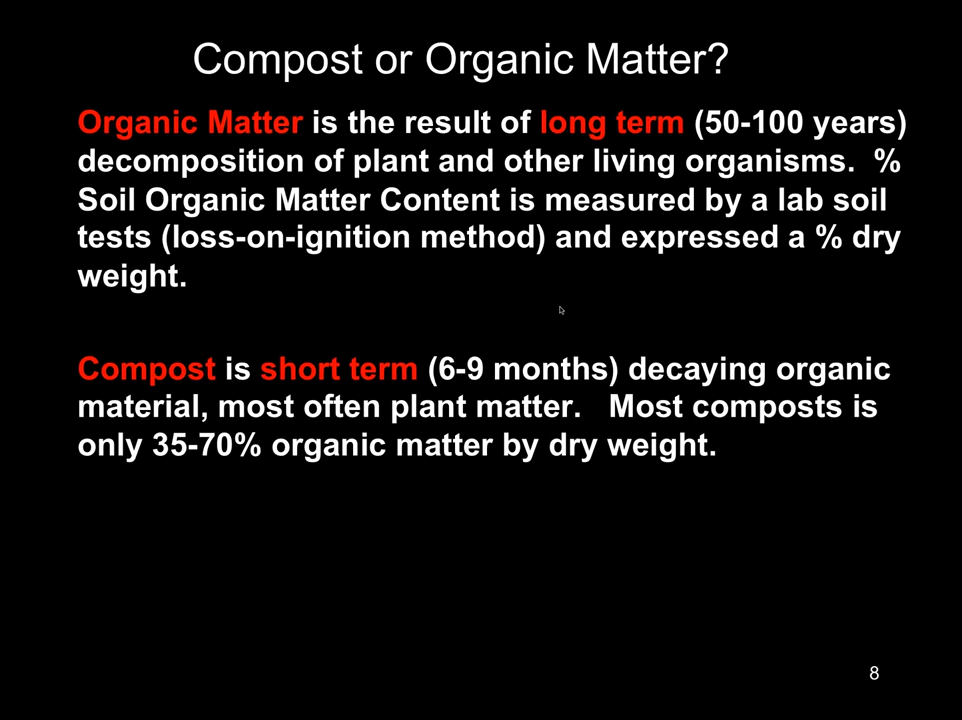 Compost or Organic Matter?
Organic Matter is the result of long term (50-100 years)
decomposition of plant and other living organisms.  %
Soil Organic Matter Content is measured by a lab soil
tests (loss-on-ignition method) and expressed a % dry
weight.
Compost is short term (6-9 months) decaying organic
material, most often plant matter.   Most composts is
only 35-70% organic matter by dry weight.
8